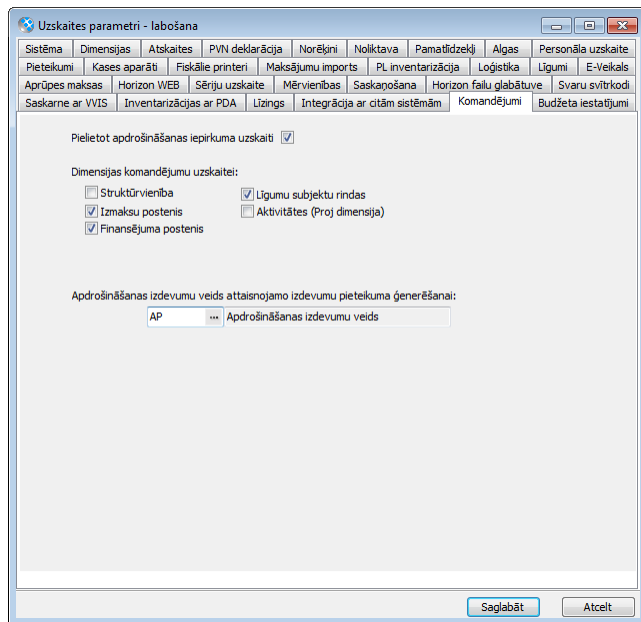 Uzskaites parametri - labošana
Sistēma Dimensijas Atskaites PVN deklarācija Norēķini Noliktava Pamatlīdzekļi Algas Personāla uzskaite
Pieteikumi Kases aparāti Fiskālie printeri Maksājumu imports PL inventarizācija Loģistika Līgumi E-Veikals
Aprūpes maksas Horizon WEB Sēriju uzskaite Mērvienības Saskaņošana Horizon failu glabātuve Svaru svītrkodi
Saskarne ar VVIS Inventarizācijas ar PDA Līzings Integrācija ar citām sistēmām Komandējumi Budžeta iestatījumi
Pielietot apdrošināšanas iepirkuma uzskaiti
Dimensijas komandējumu uzskaitei:
Struktūrvienība Līgumu subjektu rindas
Izmaksu postenis Aktivitātes (Proj dimensija)
Finansējuma postenis
Apdrošināšanas izdevumu veids attaisnojamo izdevumu pieteikuma ģenerēšanai:
AP ... Apdrošināšanas izdevumu veids
Saglabāt Atcelt